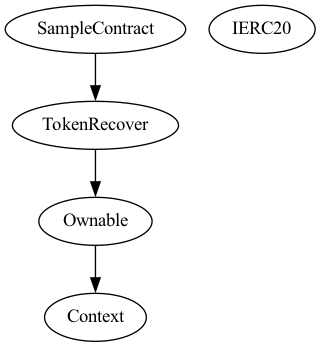 SampleContract
IERC20
TokenRecover
Ownable
Context